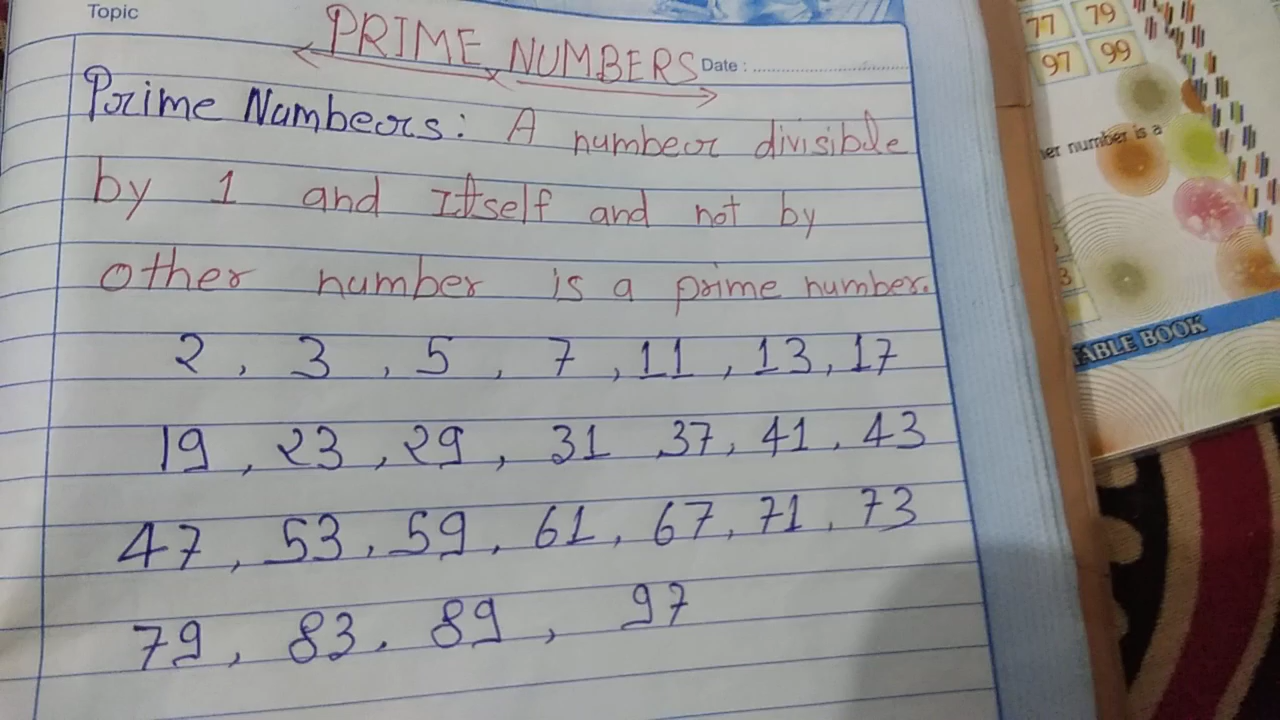 Topic
PRIME NUMBERS
Date :
Prime Numbers: A number divisible
by 1 and Itself and not by
other number is a prime number.
2, 3, 5, 7, 11, 13, 17
19, 23, 29, 31 37, 41, 43
47, 53, 59, 61, 67, 71, 73
79, 83, 89, 97
77 79
97 99
number is a
TABLE BOOK